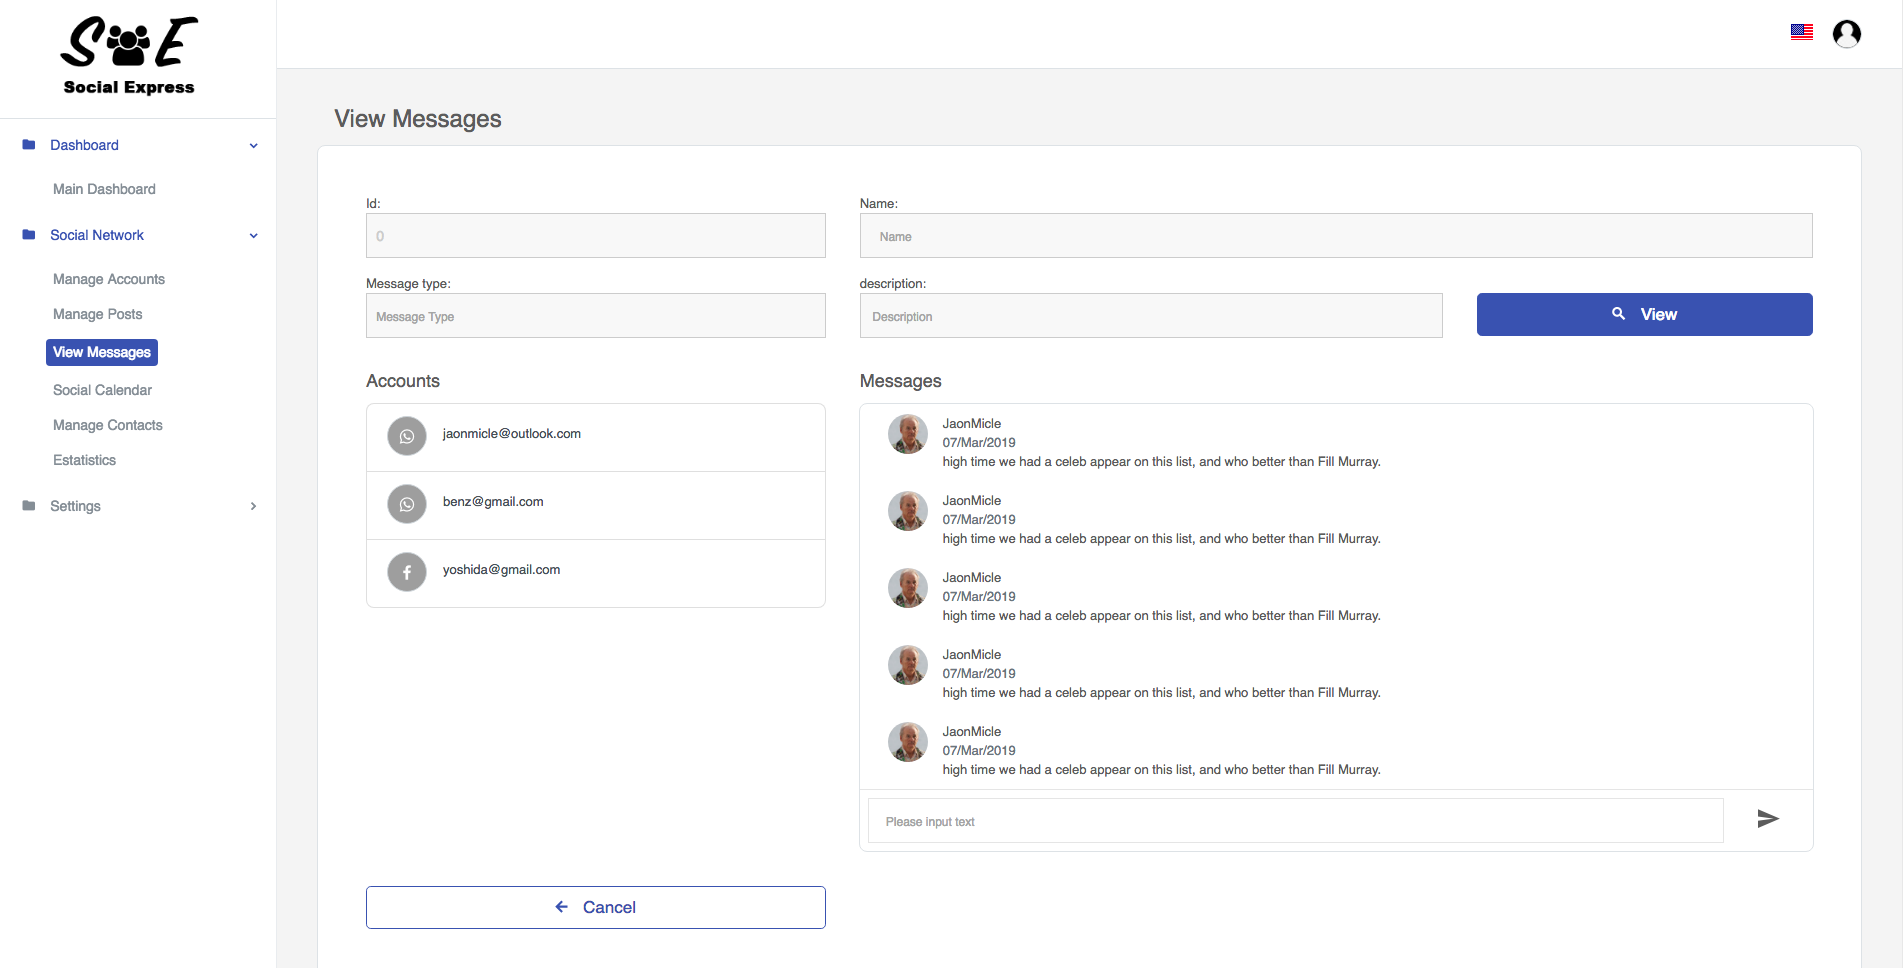 S E
Social Express
Dashboard
Main Dashboard
Social Network
Manage Accounts
Manage Posts
View Messages
Social Calendar
Manage Contacts
Estatistics
Settings
View Messages
Id:
0
Name:
Name
Message type:
Message Type
description:
Description
View
Accounts
jaonmicle@outlook.com
benz@gmail.com
yoshida@gmail.com
Messages
JaonMicle
07/Mar/2019
high time we had a celeb appear on this list, and who better than Fill Murray.
JaonMicle
07/Mar/2019
high time we had a celeb appear on this list, and who better than Fill Murray.
JaonMicle
07/Mar/2019
high time we had a celeb appear on this list, and who better than Fill Murray.
JaonMicle
07/Mar/2019
high time we had a celeb appear on this list, and who better than Fill Murray.
JaonMicle
07/Mar/2019
high time we had a celeb appear on this list, and who better than Fill Murray.
Please input text
Cancel